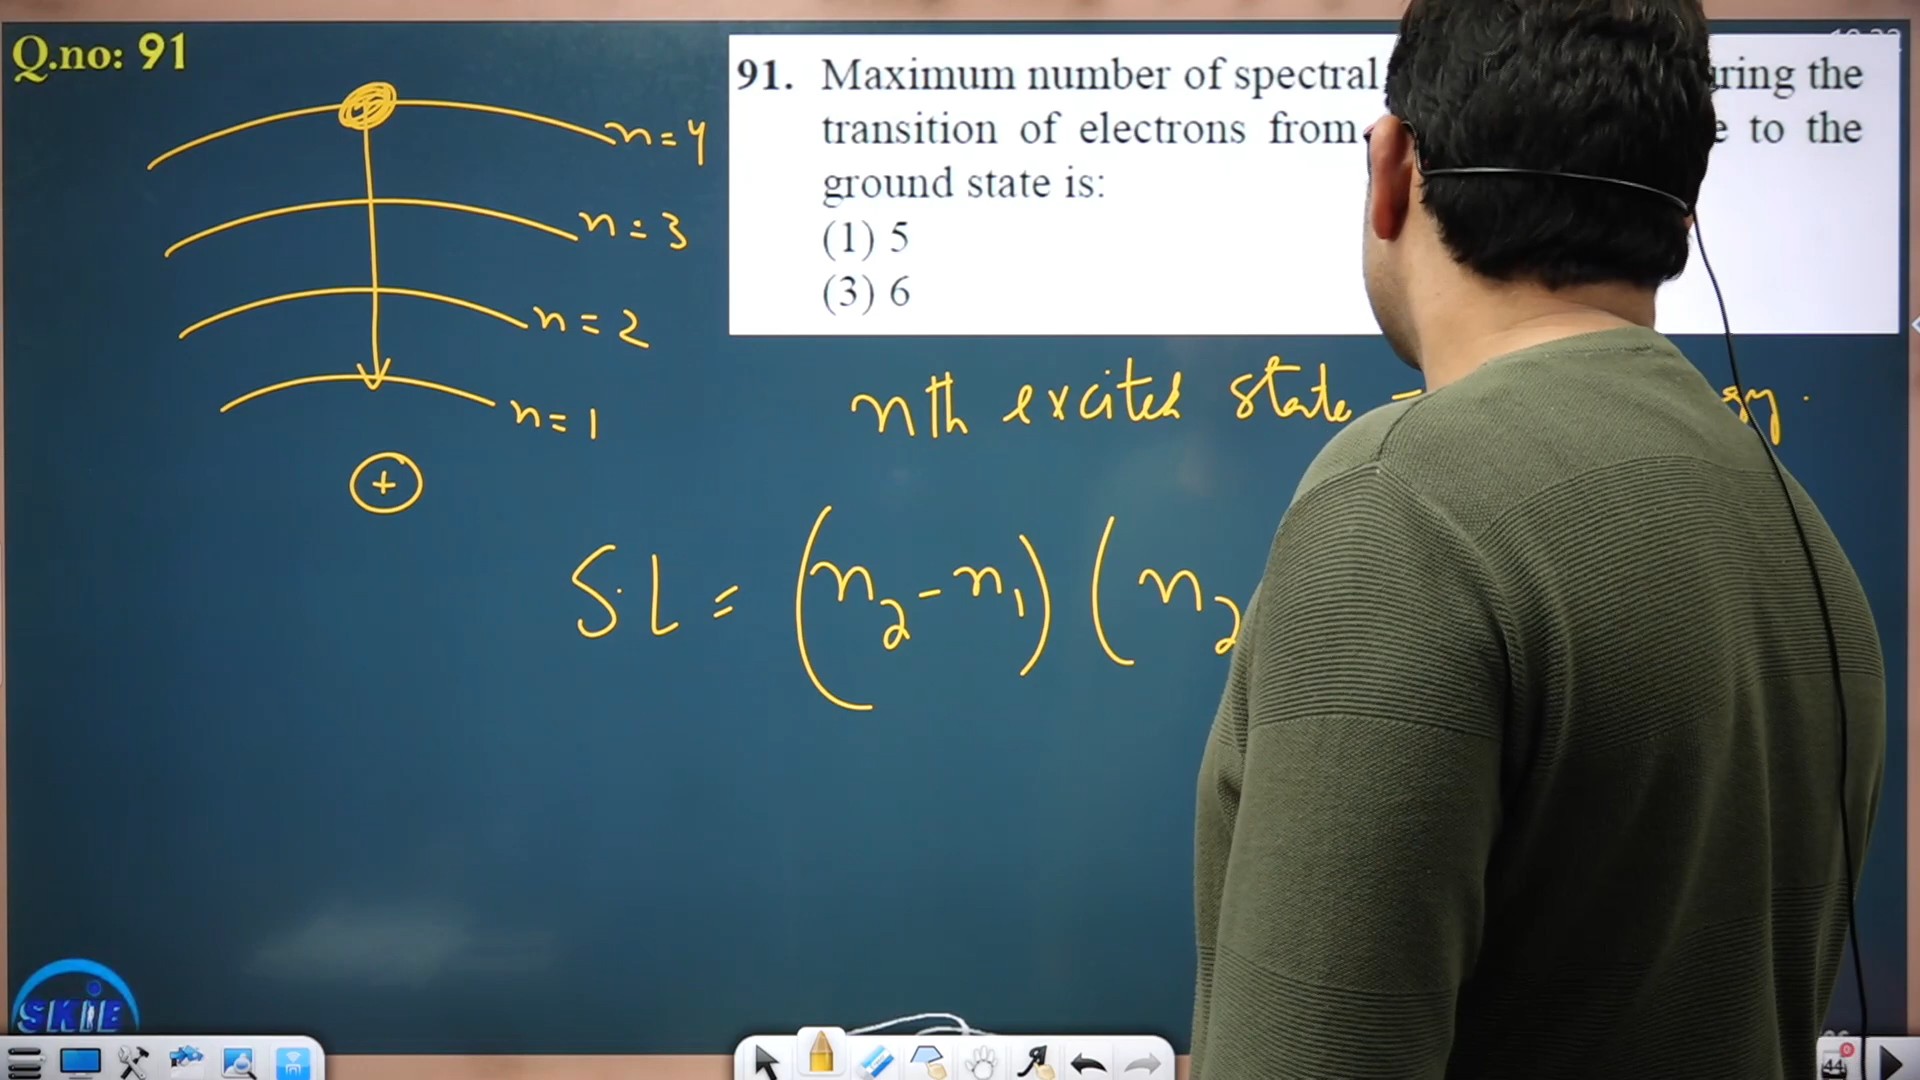 Q.no: 91
91. Maximum number of spectral the
transition of electrons from to the
ground state is:
(1) 5
(3) 6
n=4
n=3
n=2
n=1
+
nth excited state -
S.L = (n₂-n₁) (n₂
SKIE
44